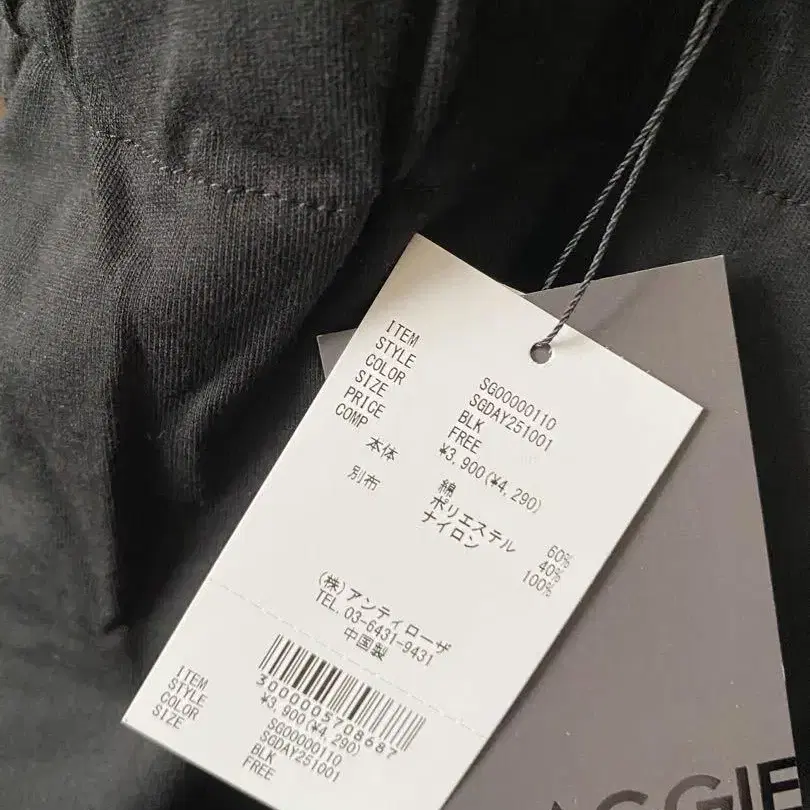 ITEM SG00000110
STYLE SGDAY251001
COLOR BLK
SIZE FREE
PRICE ¥3,900(¥4,290)
COMP
本体 綿 60%
ポリエステル 40%
別布 ナイロン 100%
(株)アンティローザ
TEL. 03-6431-9431
中国製
3000005708687
¥3,900(¥4,290)
ITEM SG00000110
STYLE SGDAY251001
COLOR BLK
SIZE FREE